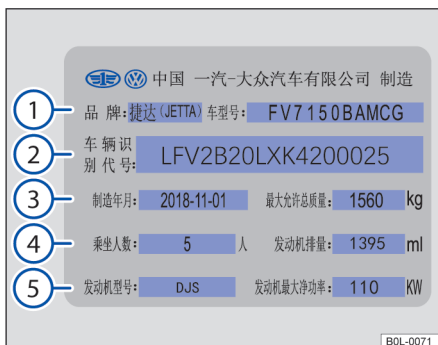 中国 一汽-大众汽车有限公司 制造
1 品 牌: 捷达 (JETTA) 车型号: FV7150BAMCG
2 车辆识别代号: LFV2B20LXK4200025
3 制造年月: 2018-11-01 最大允许总质量: 1560 kg
4 乘坐人数: 5 人 发动机排量: 1395 ml
5 发动机型号: DJS 发动机最大净功率: 110 KW
B0L-0071